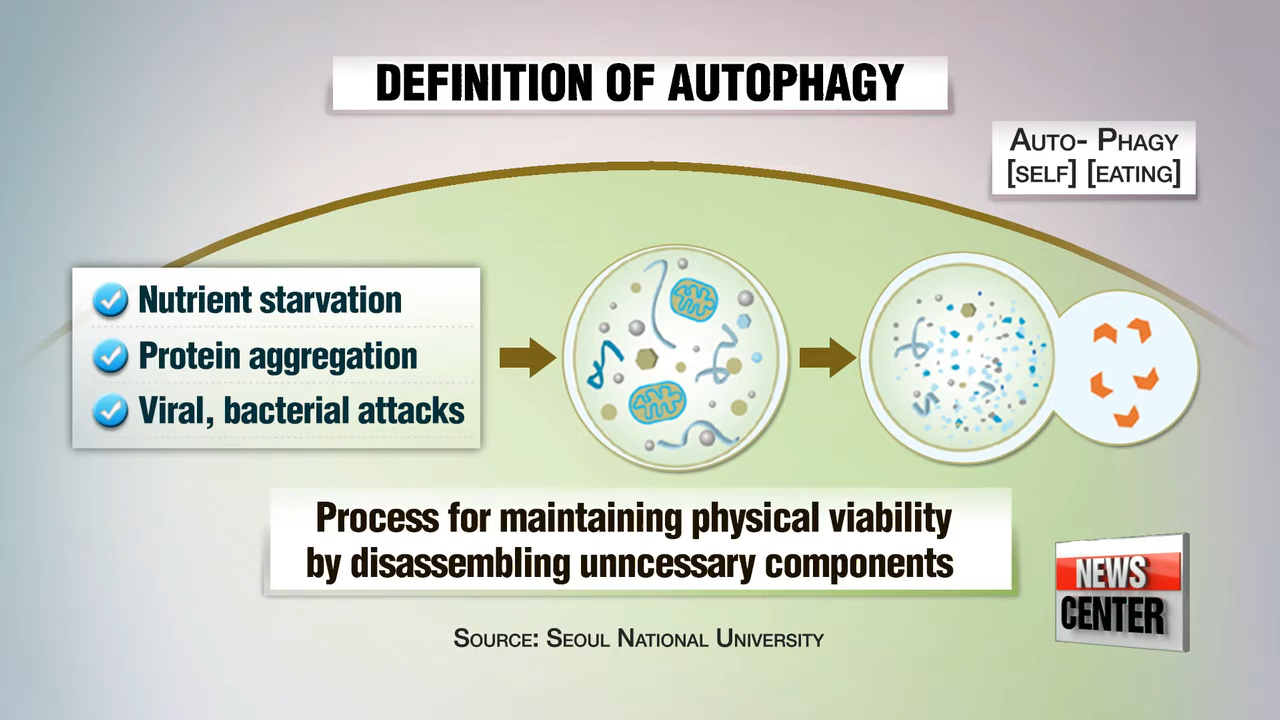 DEFINITION OF AUTOPHAGY
AUTO- PHAGY
[SELF] [EATING]
Nutrient starvation
Protein aggregation
Viral, bacterial attacks
Process for maintaining physical viability
by disassembling unncessary components
SOURCE: SEOUL NATIONAL UNIVERSITY
NEWS
CENTER